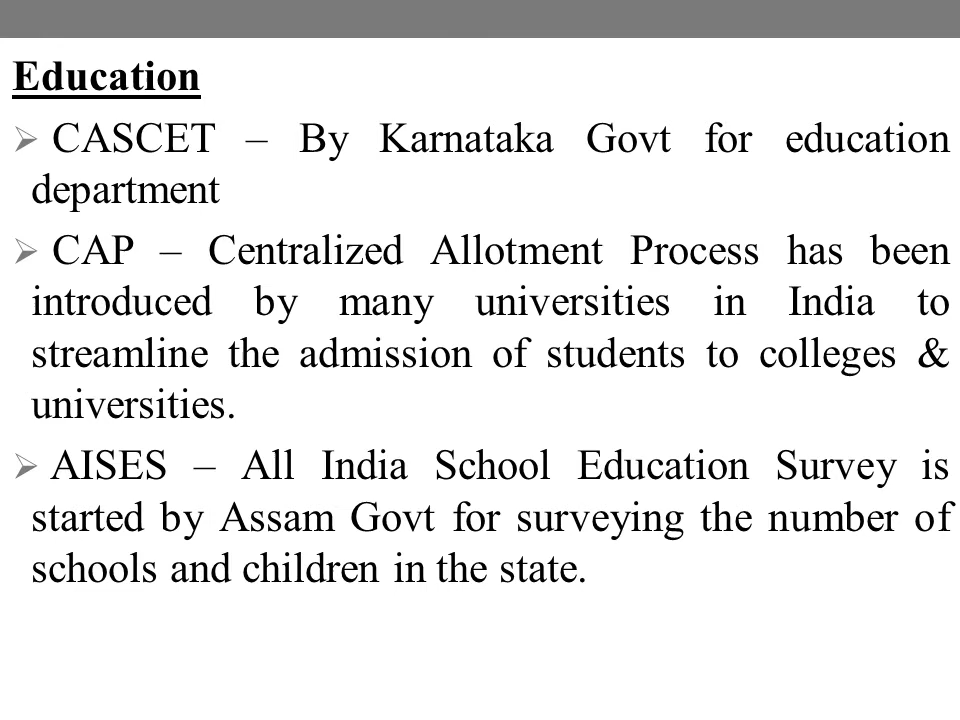 Education
➢ CASCET – By Karnataka Govt for education
department
➢ CAP – Centralized Allotment Process has been
introduced by many universities in India to
streamline the admission of students to colleges &
universities.
➢ AISES – All India School Education Survey is
started by Assam Govt for surveying the number of
schools and children in the state.